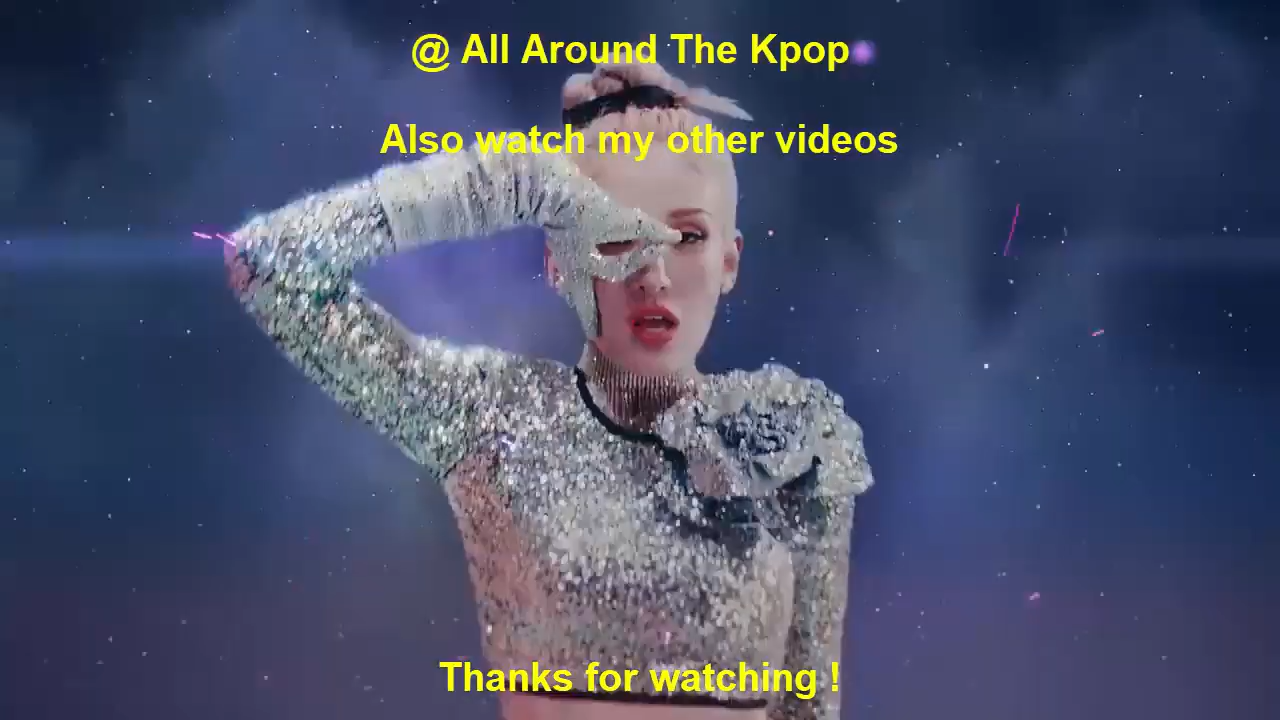 @ All Around The Kpop
Also watch my other videos
Thanks for watching !